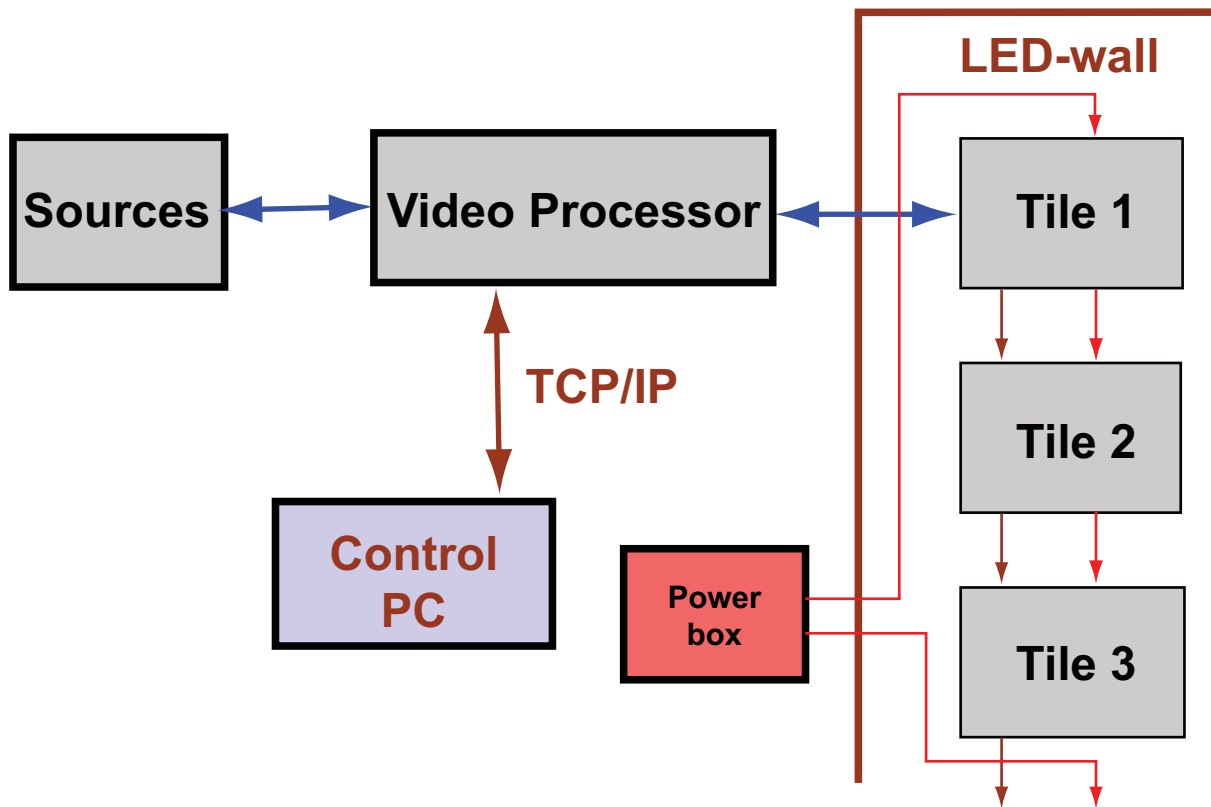 LED-wall
Sources
Video Processor
Tile 1
TCP/IP
Tile 2
Control
PC
Power
box
Tile 3